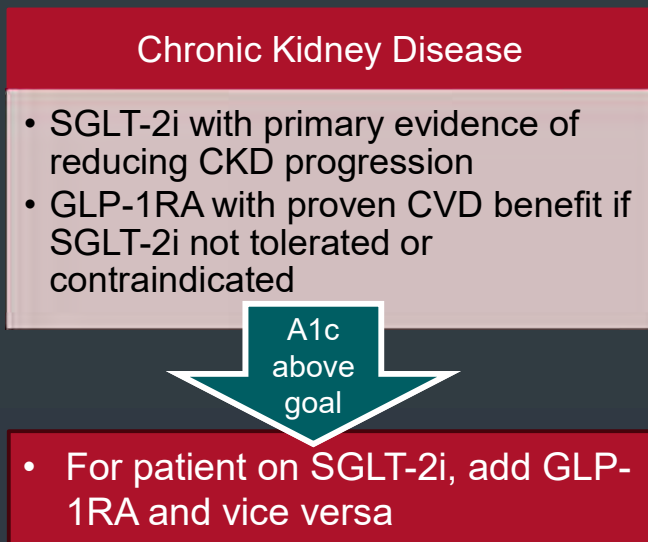 Chronic Kidney Disease
• SGLT-2i with primary evidence of
reducing CKD progression
• GLP-1RA with proven CVD benefit if
SGLT-2i not tolerated or
contraindicated
A1c
above
goal
• For patient on SGLT-2i, add GLP-
1RA and vice versa